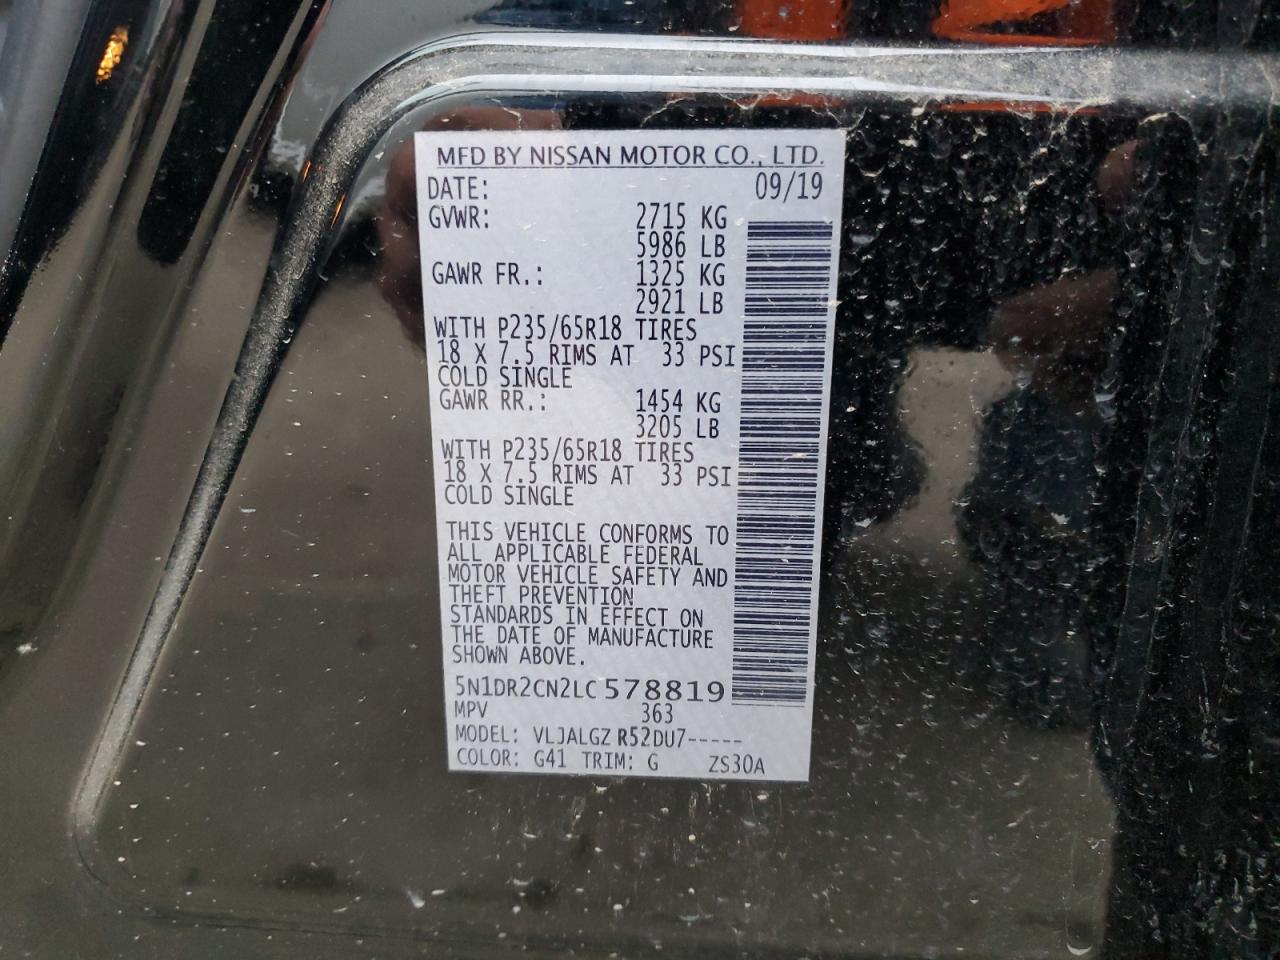 MFD BY NISSAN MOTOR CO., LTD.
DATE: 09/19
GVWR: 2715 KG
5986 LB
GAWR FR.: 1325 KG
2921 LB
WITH P235/65R18 TIRES
18 X 7.5 RIMS AT 33 PSI
COLD SINGLE
GAWR RR.: 1454 KG
3205 LB
WITH P235/65R18 TIRES
18 X 7.5 RIMS AT 33 PSI
COLD SINGLE
THIS VEHICLE CONFORMS TO
ALL APPLICABLE FEDERAL
MOTOR VEHICLE SAFETY AND
THEFT PREVENTION
STANDARDS IN EFFECT ON
THE DATE OF MANUFACTURE
SHOWN ABOVE.
5N1DR2CN2LC578819
MPV 363
MODEL: VLJALGZ R52DU7-----
COLOR: G41 TRIM: G ZS30A